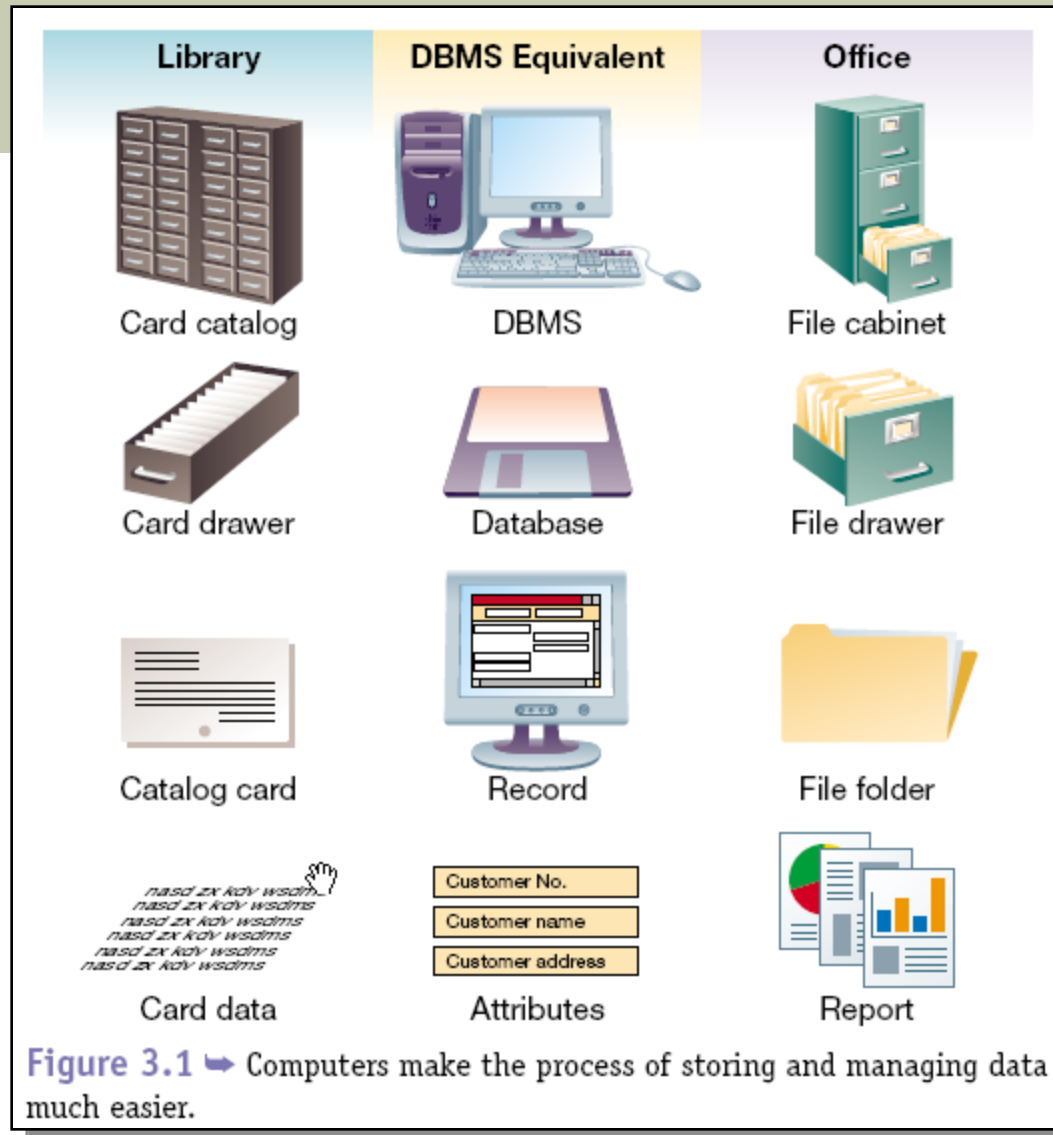 Library DBMS Equivalent Office
Card catalog DBMS File cabinet
Card drawer Database File drawer
Catalog card Record File folder
nasd zx kdv wsdm
nasd zx kdv wsdms
nasd zx kdv wsdms
nasd zx kdv wsdms
nasd zx kdv wsdms
nasd zx kdv wsdms
Customer No.
Customer name
Customer address
Card data Attributes Report
Figure 3.1 ➥ Computers make the process of storing and managing data
much easier.